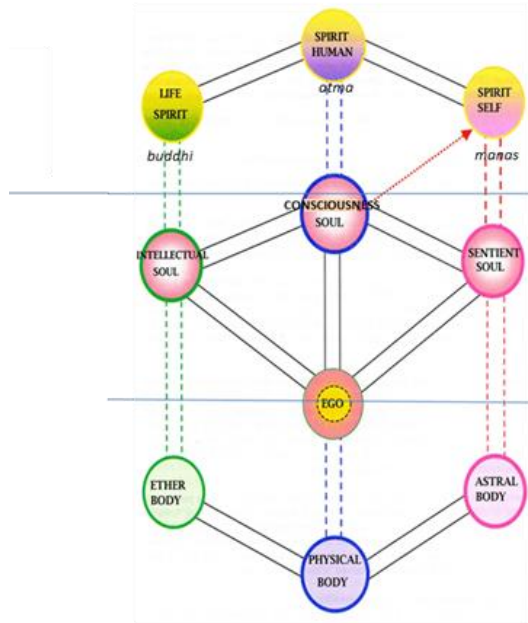 SPIRIT
HUMAN
atma
LIFE
SPIRIT
buddhi
SPIRIT
SELF
manas
CONSCIOUSNESS
SOUL
INTELLECTUAL
SOUL
SENTIENT
SOUL
EGO
ETHER
BODY
ASTRAL
BODY
PHYSICAL
BODY